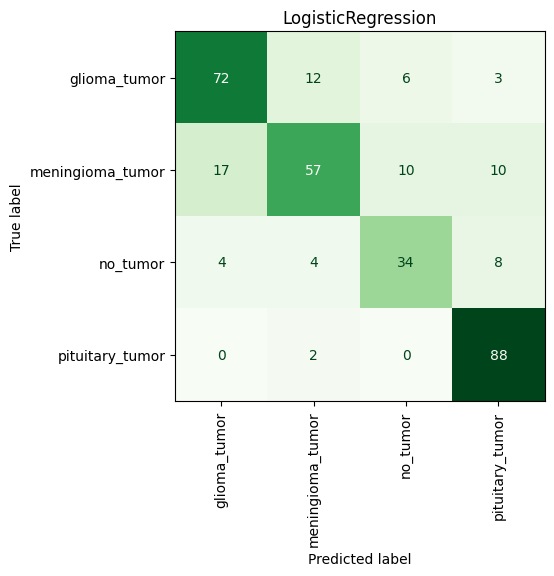 LogisticRegression
True label
glioma_tumor
72 12 6 3
meningioma_tumor
17 57 10 10
no_tumor
4 4 34 8
pituitary_tumor
0 2 0 88
glioma_tumor
meningioma_tumor
no_tumor
pituitary_tumor
Predicted label